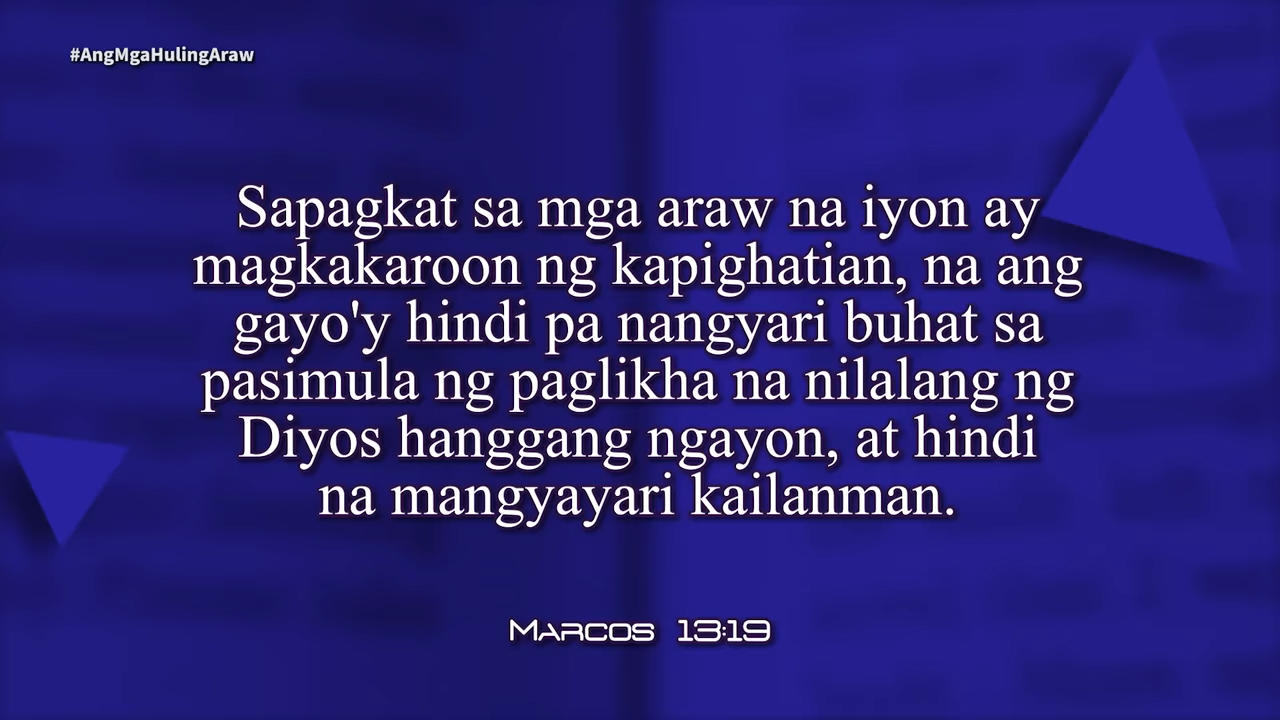 #AngMgaHulingAraw
Sapagkat sa mga araw na iyon ay
magkakaroon ng kapighatian, na ang
gayo'y hindi pa nangyari buhat sa
pasimula ng paglikha na nilalang ng
Diyos hanggang ngayon, at hindi
na mangyayari kailanman.
Marcos 13:19